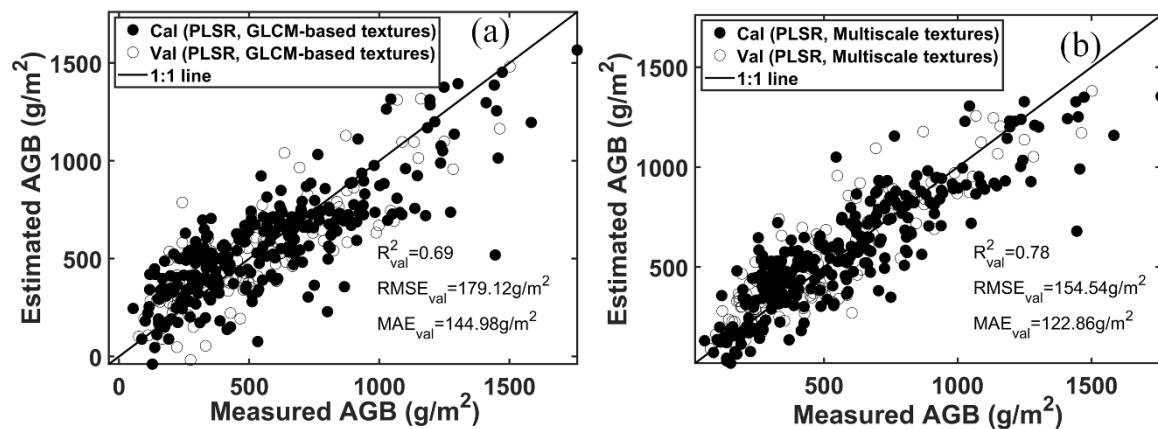 Cal (PLSR, GLCM-based textures)
Val (PLSR, GLCM-based textures)
1:1 line
(a)
1500
1000
500
0
Estimated AGB (g/m²)
R²val=0.69
RMSEval=179.12g/m²
MAEval=144.98g/m²
0 500 1000 1500
Measured AGB (g/m²)
Cal (PLSR, Multiscale textures)
Val (PLSR, Multiscale textures)
1:1 line
(b)
1500
1000
500
Estimated AGB (g/m²)
R²val=0.78
RMSEval=154.54g/m²
MAEval=122.86g/m²
500 1000 1500
Measured AGB (g/m²)